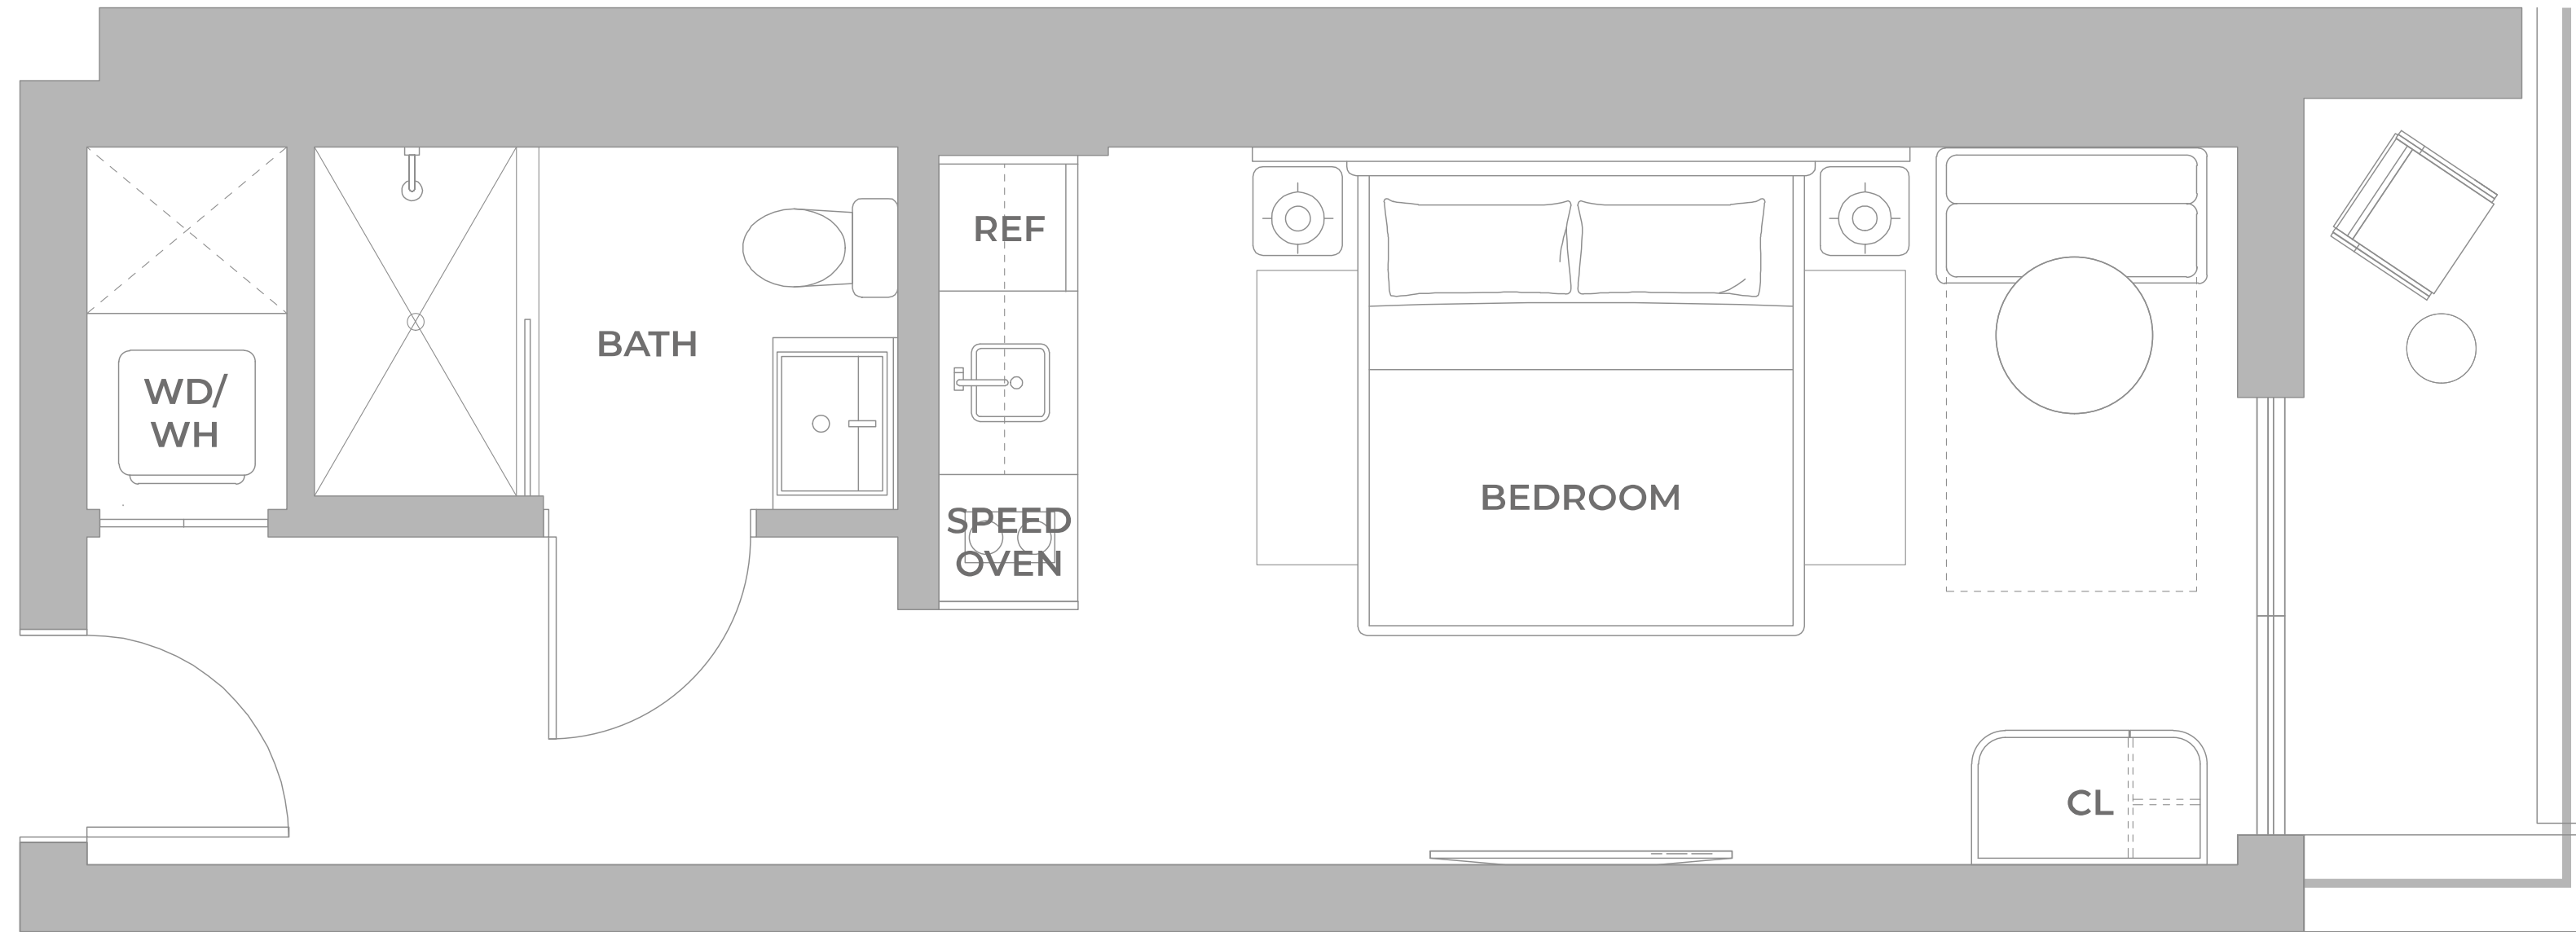 WD/
WH
BATH
REF
SPEED
OVEN
BEDROOM
CL